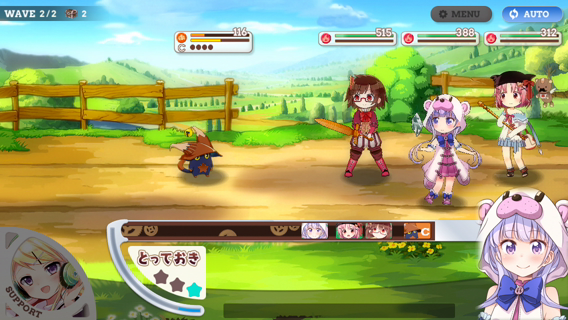 WAVE 2/2 2
MENU
AUTO
116
C
515
388
312
C
とっておき
SUPPORT